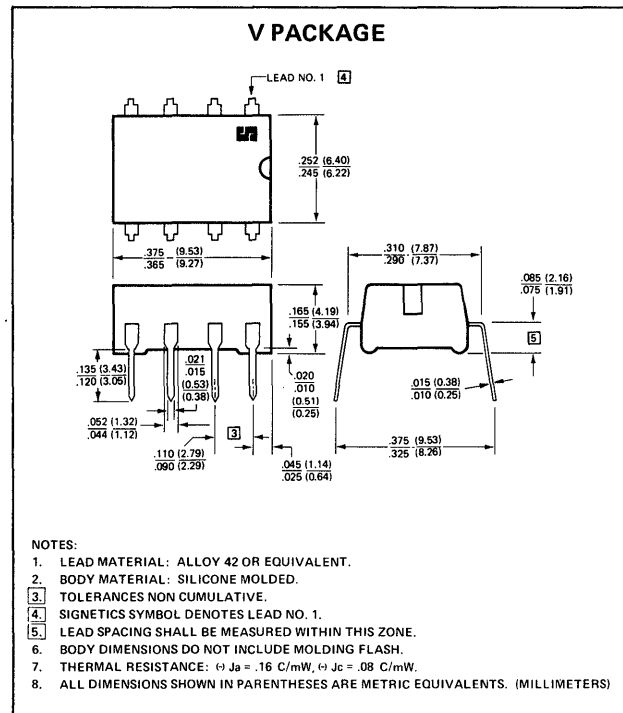 V PACKAGE
LEAD NO. 1 4
.252 (6.40)
.245 (6.22)
.375 (9.53)
.365 (9.27)
.310 (7.87)
.290 (7.37)
.085 (2.16)
.075 (1.91)
.165 (4.19)
.155 (3.94)
5
.135 (3.43)
.120 (3.05)
.021
.015
(0.53)
(0.38)
.020
.010
(0.51)
(0.25)
.015 (0.38)
.010 (0.25)
.052 (1.32)
.044 (1.12)
3
.110 (2.79)
.090 (2.29)
.045 (1.14)
.025 (0.64)
.375 (9.53)
.325 (8.26)
NOTES:
1. LEAD MATERIAL: ALLOY 42 OR EQUIVALENT.
2. BODY MATERIAL: SILICONE MOLDED.
3. TOLERANCES NON CUMULATIVE.
4. SIGNETICS SYMBOL DENOTES LEAD NO. 1.
5. LEAD SPACING SHALL BE MEASURED WITHIN THIS ZONE.
6. BODY DIMENSIONS DO NOT INCLUDE MOLDING FLASH.
7. THERMAL RESISTANCE: (-) Ja = .16 C/mW, (-) Jc = .08 C/mW.
8. ALL DIMENSIONS SHOWN IN PARENTHESES ARE METRIC EQUIVALENTS. (MILLIMETERS)